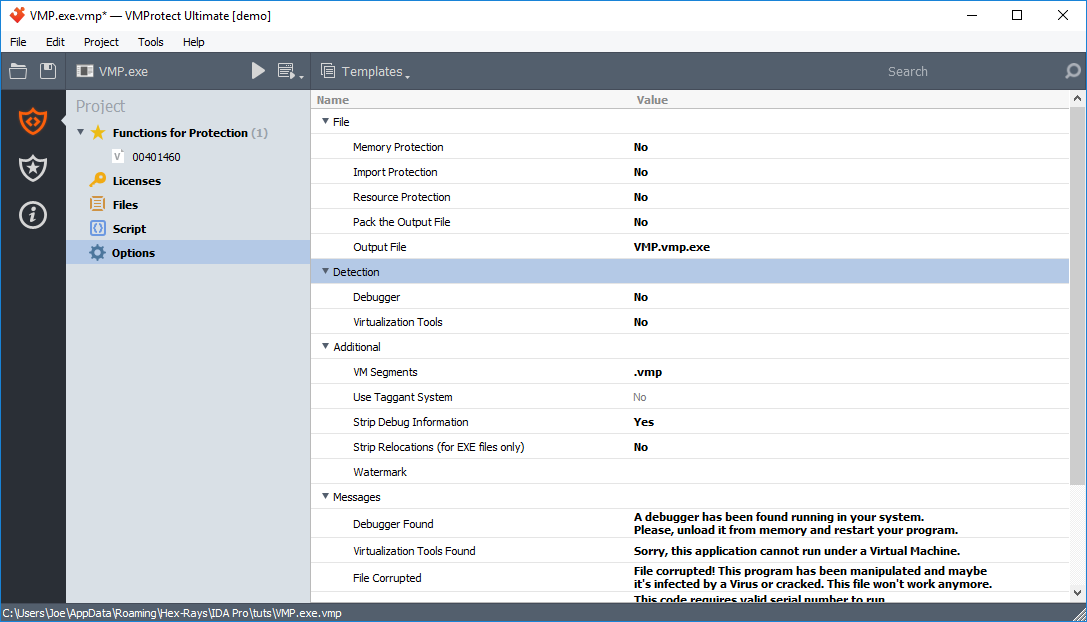 VMP.exe.vmp* — VMProtect Ultimate [demo]
File Edit Project Tools Help
VMP.exe Templates Search
Project
Functions for Protection (1)
V 00401460
Licenses
Files
Script
Options
Name Value
File
Memory Protection No
Import Protection No
Resource Protection No
Pack the Output File No
Output File VMP.vmp.exe
Detection
Debugger No
Virtualization Tools No
Additional
VM Segments .vmp
Use Taggant System No
Strip Debug Information Yes
Strip Relocations (for EXE files only) No
Watermark
Messages
Debugger Found A debugger has been found running in your system.
Please, unload it from memory and restart your program.
Virtualization Tools Found Sorry, this application cannot run under a Virtual Machine.
File Corrupted File corrupted! This program has been manipulated and maybe
it's infected by a Virus or cracked. This file won't work anymore.
This code requires valid serial number to run.
C:\Users\Joe\AppData\Roaming\Hex-Rays\IDA Pro\tuts\VMP.exe.vmp